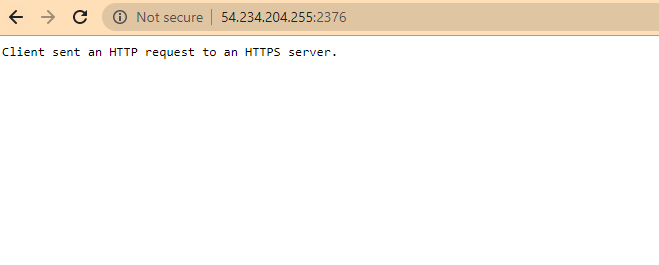 Not secure | 54.234.204.255:2376
Client sent an HTTP request to an HTTPS server.